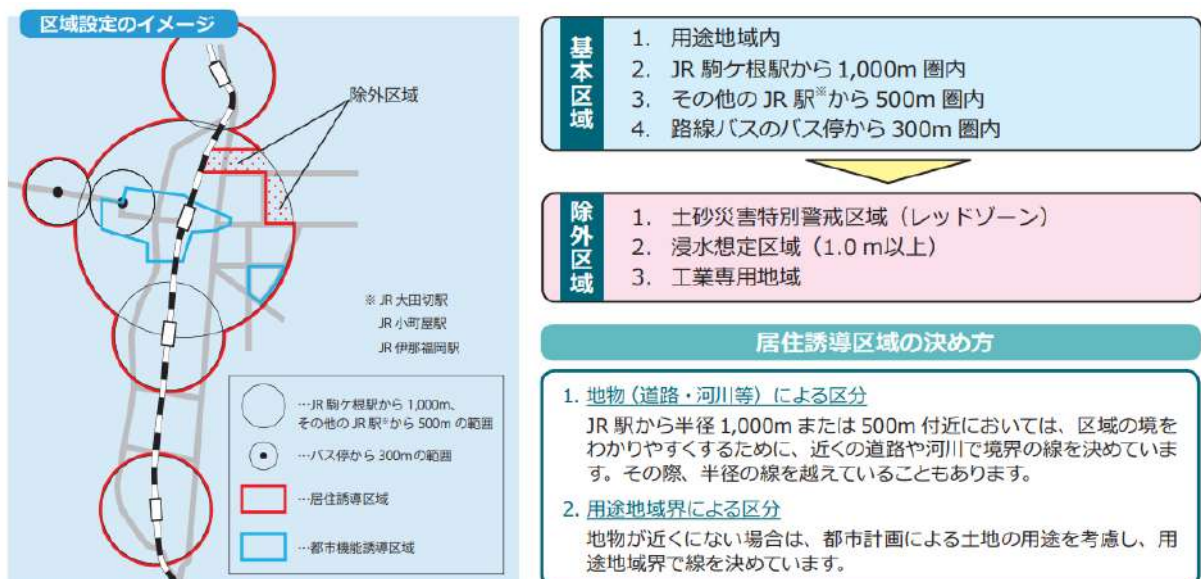 区域設定のイメージ
除外区域
※ JR 大田切駅
JR 小町屋駅
JR 伊那福岡駅
…JR 駒ケ根駅から 1,000m、
その他の JR 駅※から 500m の範囲
…バス停から 300mの範囲
…居住誘導区域
…都市機能誘導区域
基本区域
1. 用途地域内
2. JR 駒ケ根駅から 1,000m 圏内
3. その他の JR 駅※から 500m 圏内
4. 路線バスのバス停から 300m 圏内
除外区域
1. 土砂災害特別警戒区域（レッドゾーン）
2. 浸水想定区域（1.0 m以上）
3. 工業専用地域
居住誘導区域の決め方
1. 地物（道路・河川等）による区分
JR 駅から半径 1,000m または 500m 付近においては、区域の境を
わかりやすくするために、近くの道路や河川で境界の線を決めていま
す。その際、半径の線を越えていることもあります。
2. 用途地域界による区分
地物が近くにない場合は、都市計画による土地の用途を考慮し、用
途地域界で線を決めています。